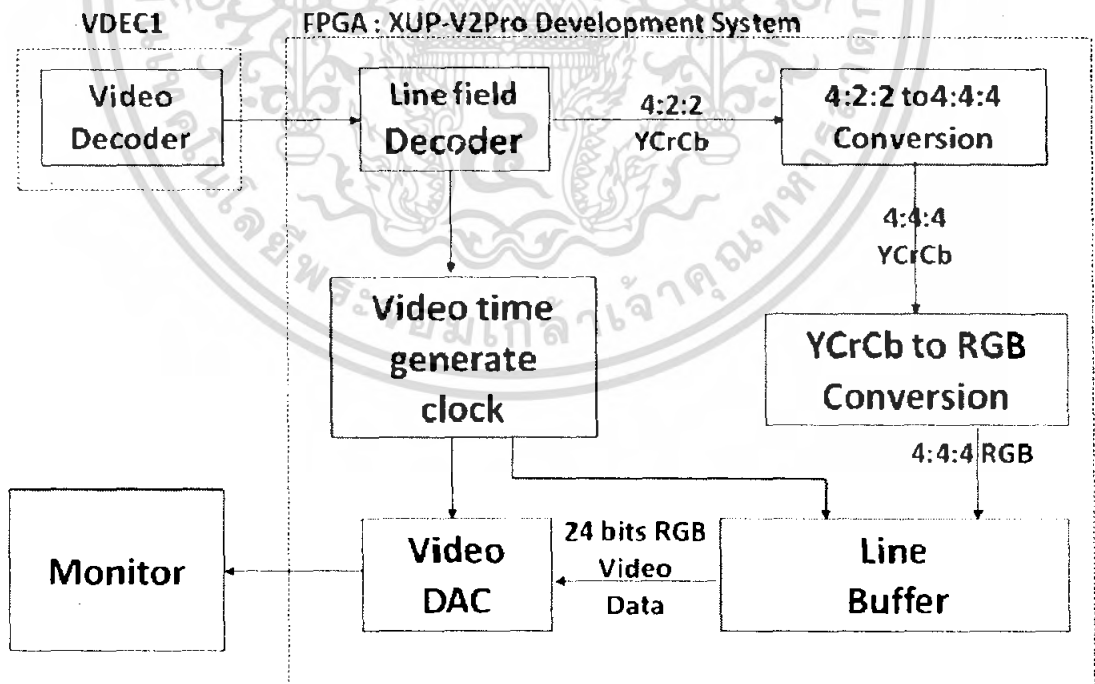 VDEC1
FPGA : XUP-V2Pro Development System
Video
Decoder
Line field
Decoder
4:2:2
YCrCb
4:2:2 to4:4:4
Conversion
4:4:4
YCrCb
Video time
generate
clock
YCrCb to RGB
Conversion
4:4:4 RGB
Monitor
Video
DAC
24 bits RGB
Video
Data
Line
Buffer